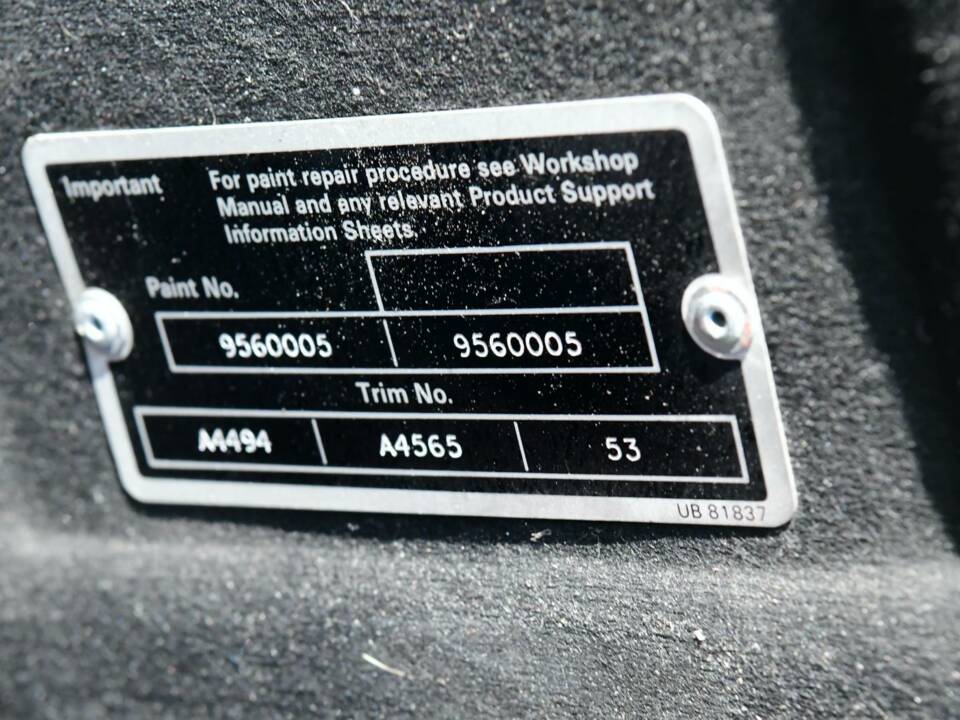 Important
For paint repair procedure see Workshop
Manual and any relevant Product Support
Information Sheets.
Paint No.
9560005 9560005
Trim No.
A4494 A4565 53
UB 81837